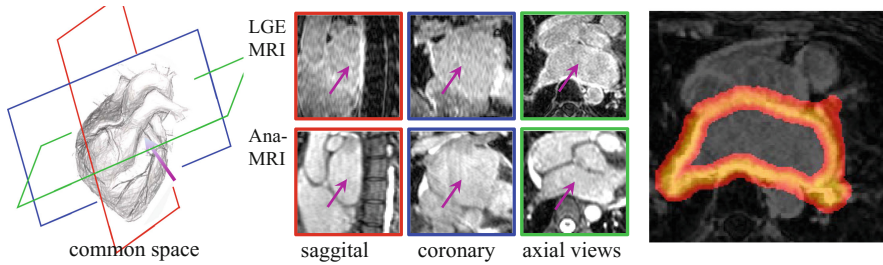 LGE
MRI
Ana-
MRI
common space
saggital
coronary
axial views